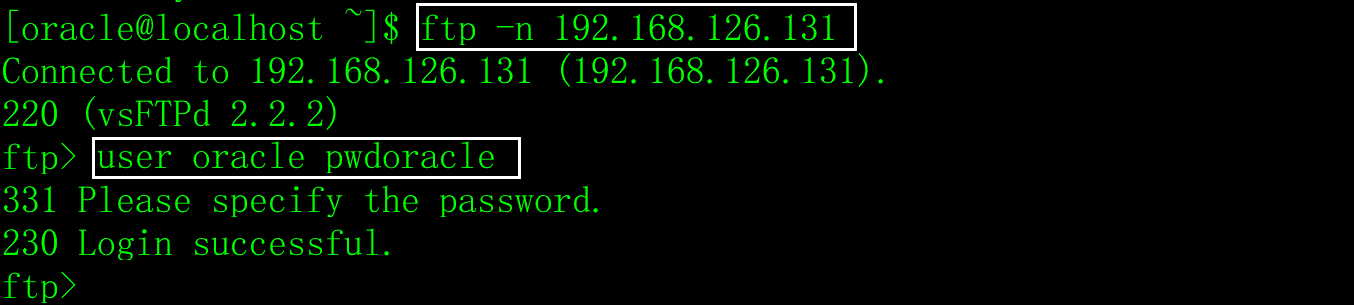 [oracle@localhost ~]$ ftp -n 192.168.126.131
Connected to 192.168.126.131 (192.168.126.131).
220 (vsFTPd 2.2.2)
ftp> user oracle pwdoracle
331 Please specify the password.
230 Login successful.
ftp>